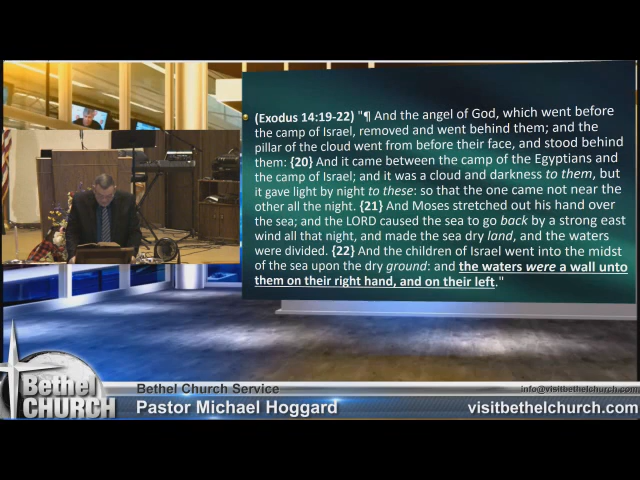 (Exodus 14:19-22) "¶ And the angel of God, which went before
the camp of Israel, removed and went behind them; and the
pillar of the cloud went from before their face, and stood behind
them: {20} And it came between the camp of the Egyptians and
the camp of Israel; and it was a cloud and darkness to them, but
it gave light by night to these: so that the one came not near the
other all the night. {21} And Moses stretched out his hand over
the sea; and the LORD caused the sea to go back by a strong east
wind all that night, and made the sea dry land, and the waters
were divided. {22} And the children of Israel went into the midst
of the sea upon the dry ground: and the waters were a wall unto
them on their right hand, and on their left."
Bethel
CHURCH
Bethel Church Service
info@visitbethelchurch.com
Pastor Michael Hoggard
visitbethelchurch.com